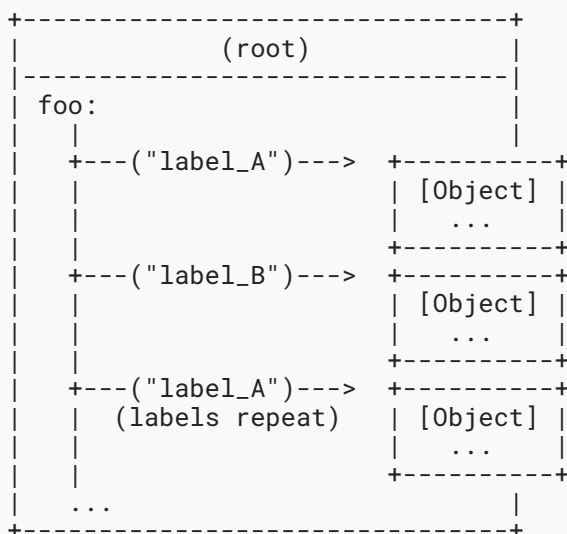 (root)
foo:
("label_A")
[Object]
...
("label_B")
[Object]
...
("label_A")
(labels repeat)
[Object]
...
...